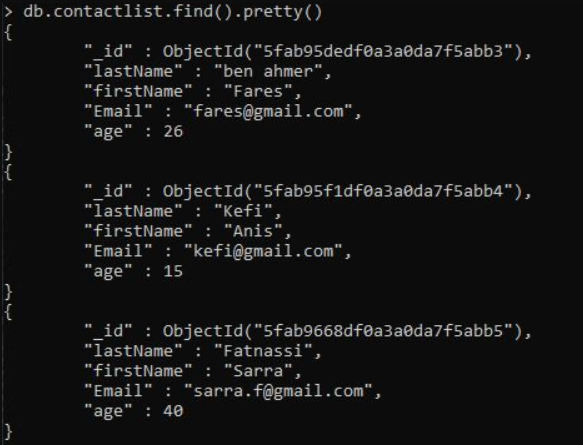 > db.contactlist.find().pretty()
{
        "_id" : ObjectId("5fab95dedf0a3a0da7f5abb3"),
        "lastName" : "ben ahmer",
        "firstName" : "Fares",
        "Email" : "fares@gmail.com",
        "age" : 26
}
{
        "_id" : ObjectId("5fab95f1df0a3a0da7f5abb4"),
        "lastName" : "Kefi",
        "firstName" : "Anis",
        "Email" : "kefi@gmail.com",
        "age" : 15
}
{
        "_id" : ObjectId("5fab9668df0a3a0da7f5abb5"),
        "lastName" : "Fatnassi",
        "firstName" : "Sarra",
        "Email" : "sarra.f@gmail.com",
        "age" : 40
}